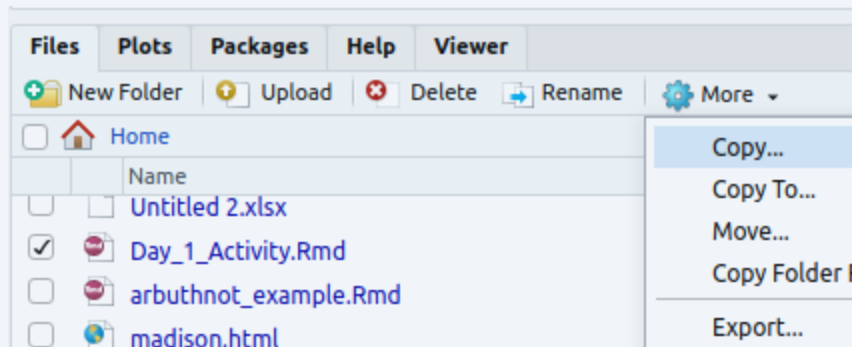 Files Plots Packages Help Viewer
New Folder Upload Delete Rename More
Home
Name
Untitled 2.xlsx
Day_1_Activity.Rmd
arbuthnot_example.Rmd
madison.html
Copy...
Copy To...
Move...
Copy Folder
Export...